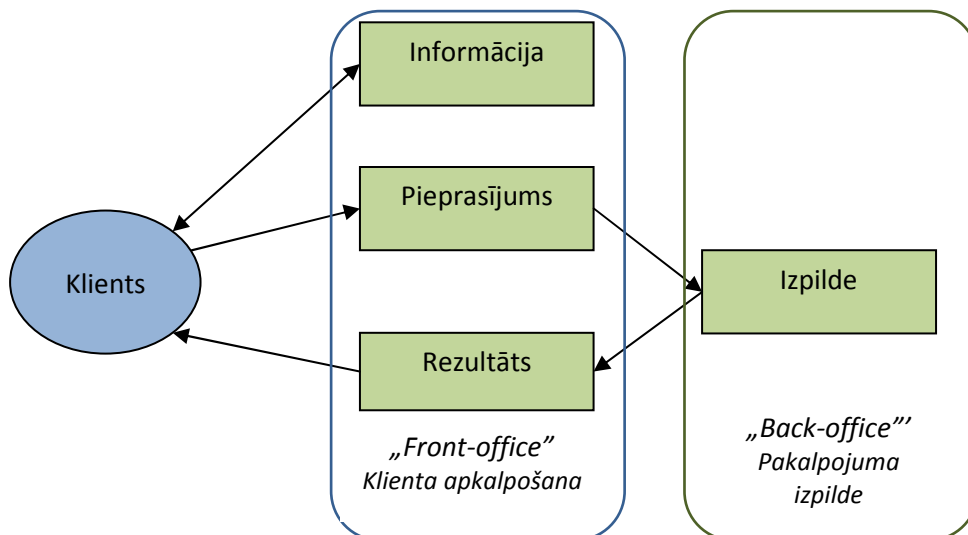 Informācija
Pieprasījums
Klients
Izpilde
Rezultāts
„Front-office”
Klienta apkalpošana
„Back-office”’
Pakalpojuma
izpilde